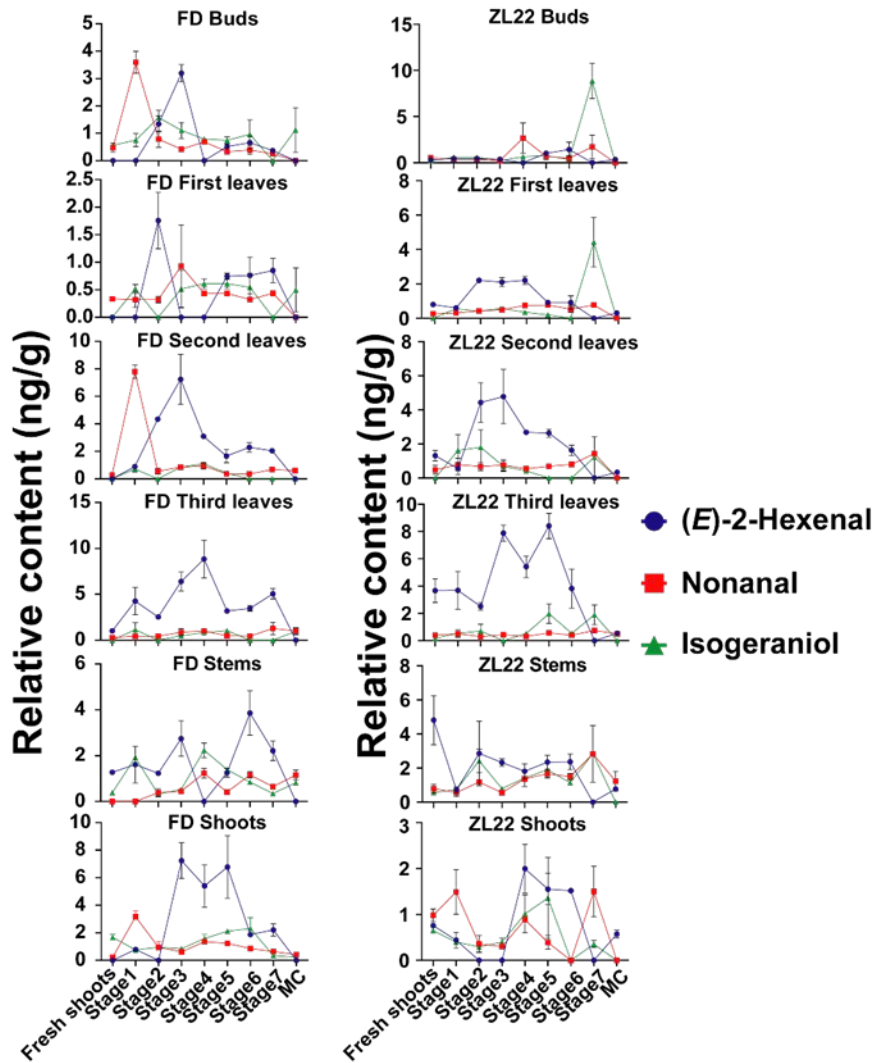 FD Buds
5
4
3
2
1
0
ZL22 Buds
15
10
5
0
FD First leaves
2.5
2.0
1.5
1.0
0.5
0.0
ZL22 First leaves
8
6
4
2
0
FD Second leaves
10
8
6
4
2
0
ZL22 Second leaves
8
6
4
2
0
FD Third leaves
15
10
5
0
ZL22 Third leaves
10
8
6
4
2
0
FD Stems
6
4
2
0
ZL22 Stems
8
6
4
2
0
FD Shoots
10
8
6
4
2
0
ZL22 Shoots
3
2
1
0
Relative content (ng/g)
Relative content (ng/g)
Fresh shoots
Stage1
Stage2
Stage3
Stage4
Stage5
Stage6
Stage7
MC
Fresh shoots
Stage1
Stage2
Stage3
Stage4
Stage5
Stage6
Stage7
MC
(E)-2-Hexenal
Nonanal
Isogeraniol